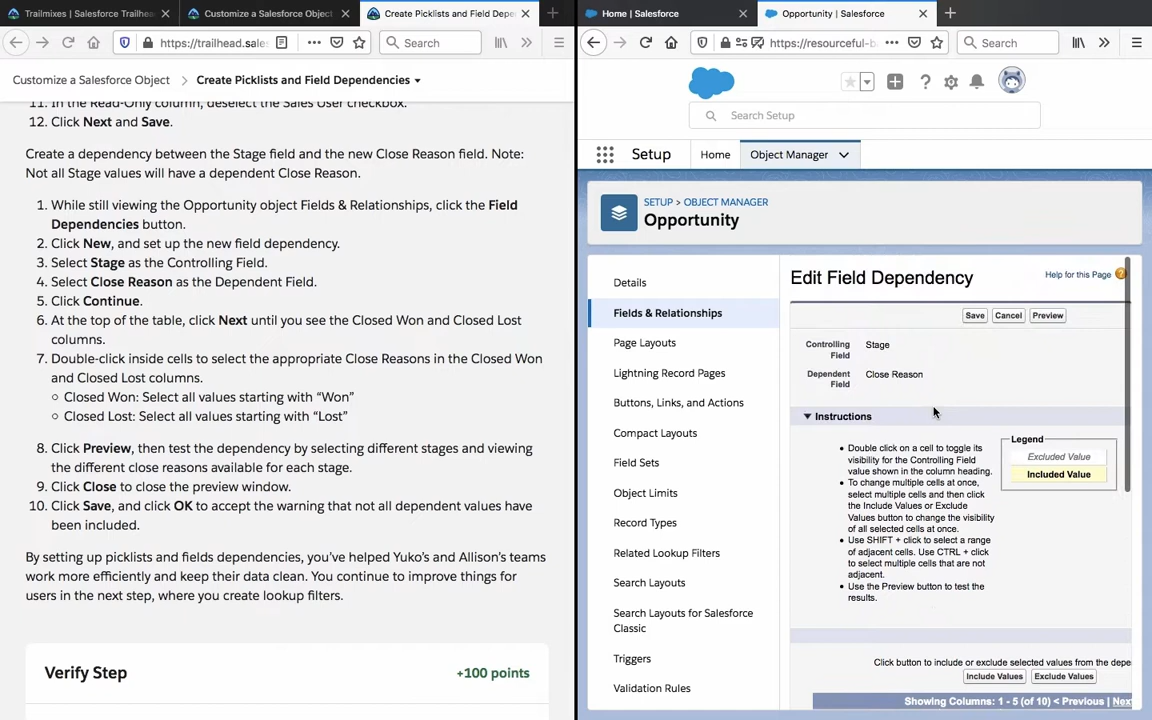 Trailmixes | Salesforce Trailhea
Customize a Salesforce Object
Create Picklists and Field Depe
https://trailhead.sale
Search
Customize a Salesforce Object > Create Picklists and Field Dependencies
11. In the Read-Only column, deselect the Sales User checkbox.
12. Click Next and Save.
Create a dependency between the Stage field and the new Close Reason field. Note:
Not all Stage values will have a dependent Close Reason.
1. While still viewing the Opportunity object Fields & Relationships, click the Field
Dependencies button.
2. Click New, and set up the new field dependency.
3. Select Stage as the Controlling Field.
4. Select Close Reason as the Dependent Field.
5. Click Continue.
6. At the top of the table, click Next until you see the Closed Won and Closed Lost
columns.
7. Double-click inside cells to select the appropriate Close Reasons in the Closed Won
and Closed Lost columns.
Closed Won: Select all values starting with “Won”
Closed Lost: Select all values starting with “Lost”
8. Click Preview, then test the dependency by selecting different stages and viewing
the different close reasons available for each stage.
9. Click Close to close the preview window.
10. Click Save, and click OK to accept the warning that not all dependent values have
been included.
By setting up picklists and fields dependencies, you’ve helped Yuko’s and Allison’s teams
work more efficiently and keep their data clean. You continue to improve things for
users in the next step, where you create lookup filters.
Verify Step
+100 points
Home | Salesforce
Opportunity | Salesforce
https://resourceful-b
Search
Search Setup
Setup
Home
Object Manager
SETUP > OBJECT MANAGER
Opportunity
Details
Fields & Relationships
Page Layouts
Lightning Record Pages
Buttons, Links, and Actions
Compact Layouts
Field Sets
Object Limits
Record Types
Related Lookup Filters
Search Layouts
Search Layouts for Salesforce
Classic
Triggers
Validation Rules
Edit Field Dependency
Help for this Page
Save
Cancel
Preview
Controlling
Field
Stage
Dependent
Field
Close Reason
Instructions
Double click on a cell to toggle its
visibility for the Controlling Field
value shown in the column heading.
To change multiple cells at once,
select multiple cells and then click
the Include Values or Exclude
Values button to change the visibility
of all selected cells at once.
Use SHIFT + click to select a range
of adjacent cells. Use CTRL + click
to select multiple cells that are not
adjacent.
Use the Preview button to test the
results.
Legend
Excluded Value
Included Value
Click button to include or exclude selected values from the depe
Include Values
Exclude Values
Showing Columns: 1 - 5 (of 10) < Previous | Nex